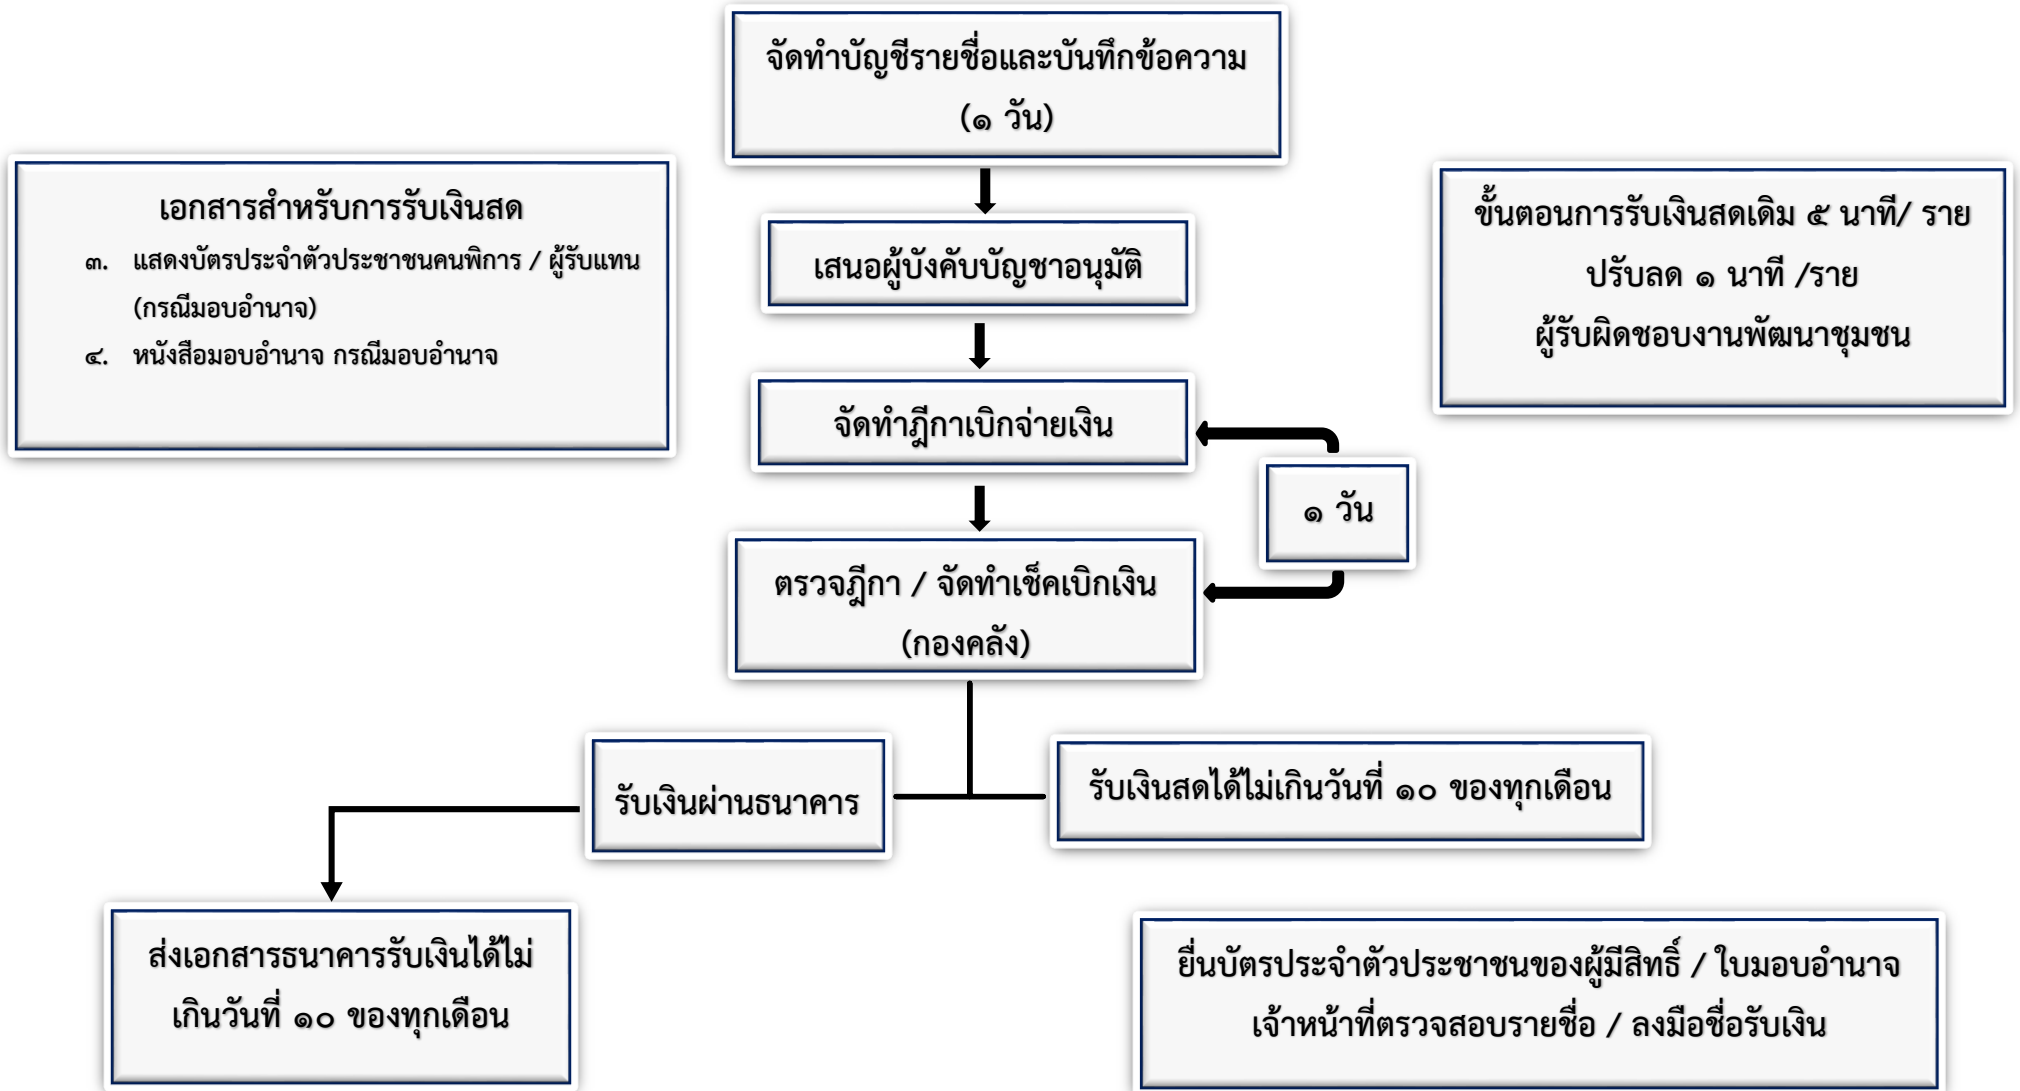 จัดทำบัญชีรายชื่อและบันทึกข้อความ
(๑ วัน)
เอกสารสำหรับการรับเงินสด
๓. แสดงบัตรประจำตัวประชาชนคนพิการ / ผู้รับแทน
(กรณีมอบอำนาจ)
๔. หนังสือมอบอำนาจ กรณีมอบอำนาจ
ขั้นตอนการรับเงินสดเดิม ๕ นาที/ ราย
ปรับลด ๑ นาที /ราย
ผู้รับผิดชอบงานพัฒนาชุมชน
เสนอผู้บังคับบัญชาอนุมัติ
จัดทำฎีกาเบิกจ่ายเงิน
๑ วัน
ตรวจฎีกา / จัดทำเช็คเบิกเงิน
(กองคลัง)
รับเงินผ่านธนาคาร
รับเงินสดได้ไม่เกินวันที่ ๑๐ ของทุกเดือน
ส่งเอกสารธนาคารรับเงินได้ไม่
เกินวันที่ ๑๐ ของทุกเดือน
ยื่นบัตรประจำตัวประชาชนของผู้มีสิทธิ์ / ใบมอบอำนาจ
เจ้าหน้าที่ตรวจสอบรายชื่อ / ลงมือชื่อรับเงิน